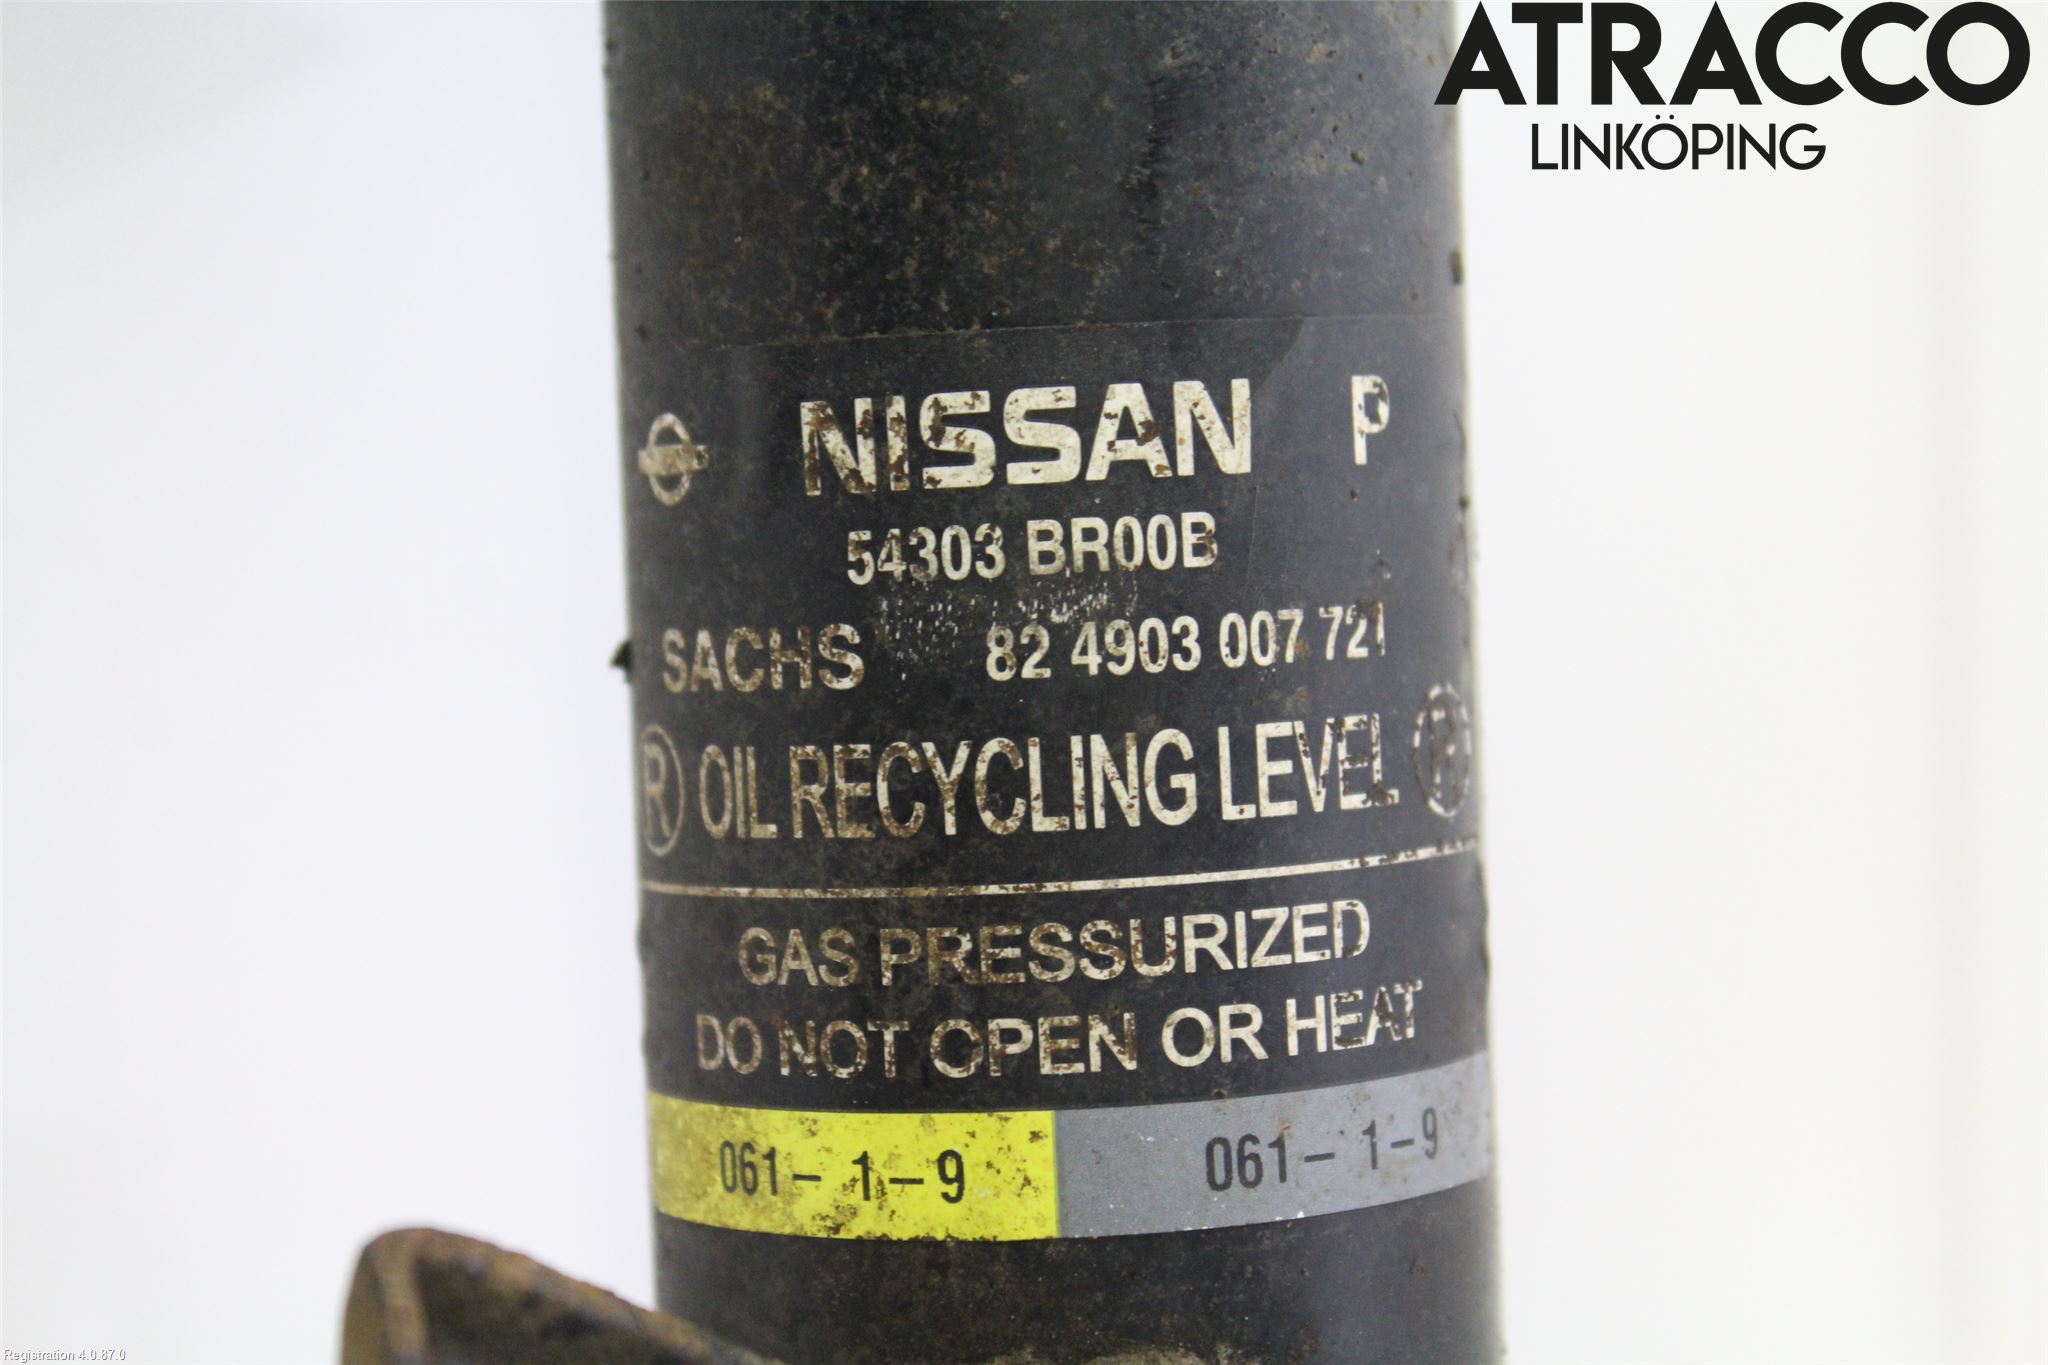 ATRACCO
LINKÖPING
NISSAN P
54303 BR00B
SACHS 82 4903 007 721
Ⓡ OIL RECYCLING LEVEL Ⓡ
GAS PRESSURIZED
DO NOT OPEN OR HEAT
061- 1-9 061- 1-9
Registration 4.0.87.0